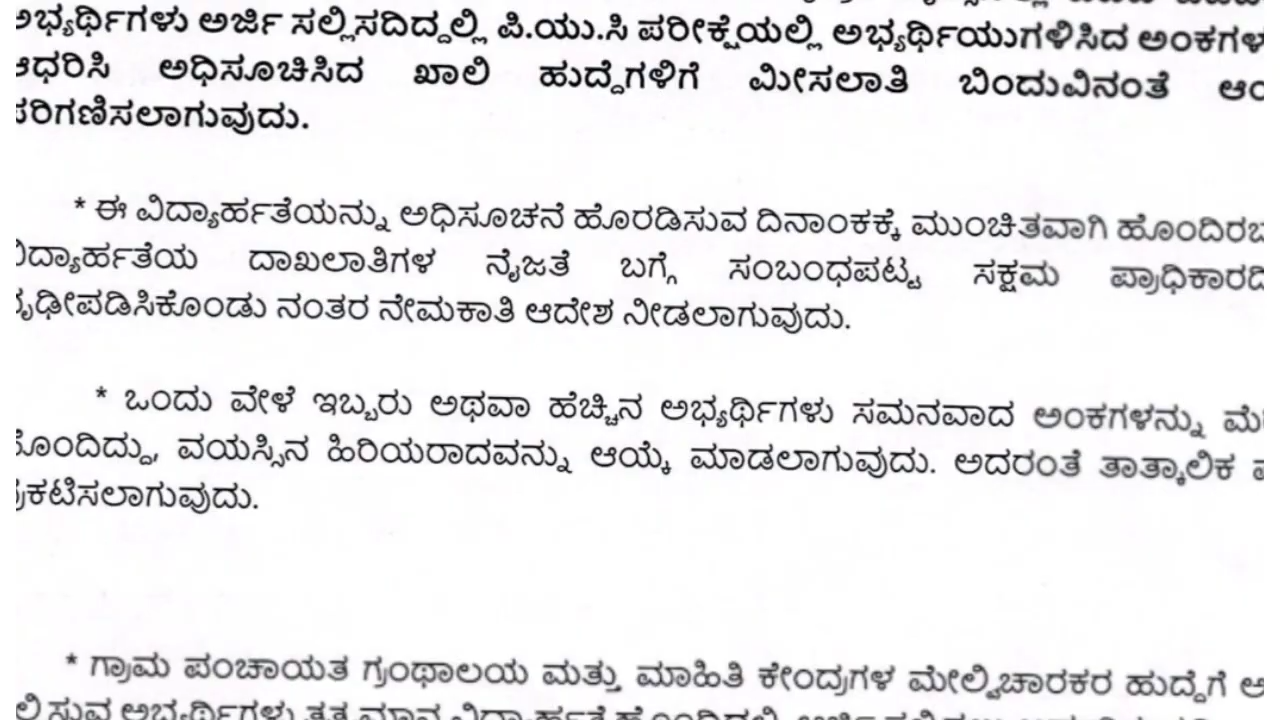 ಅಭ್ಯರ್ಥಿಗಳು ಅರ್ಜಿ ಸಲ್ಲಿಸದಿದ್ದಲ್ಲಿ ಪಿ.ಯು.ಸಿ ಪರೀಕ್ಷೆಯಲ್ಲಿ ಅಭ್ಯರ್ಥಿಯುಗಳಿಸಿದ ಅಂಕಗಳ
ಆಧರಿಸಿ ಅಧಿಸೂಚಿಸಿದ ಖಾಲಿ ಹುದ್ದೆಗಳಿಗೆ ಮೀಸಲಾತಿ ಬಿಂದುವಿನಂತೆ
ಪರಿಗಣಿಸಲಾಗುವುದು.
* ಈ ವಿದ್ಯಾರ್ಹತೆಯನ್ನು ಅಧಿಸೂಚನೆ ಹೊರಡಿಸುವ ದಿನಾಂಕಕ್ಕೆ ಮುಂಚಿತವಾಗಿ ಹೊಂದಿರಬ
ವಿದ್ಯಾರ್ಹತೆಯ ದಾಖಲಾತಿಗಳ ನೈಜತೆ ಬಗ್ಗೆ ಸಂಬಂಧಪಟ್ಟ ಸಕ್ಷಮ ಪ್ರಾಧಿಕಾರದಿ
ದೃಢೀಪಡಿಸಿಕೊಂಡು ನಂತರ ನೇಮಕಾತಿ ಆದೇಶ ನೀಡಲಾಗುವುದು.
* ಒಂದು ವೇಳೆ ಇಬ್ಬರು ಅಥವಾ ಹೆಚ್ಚಿನ ಅಭ್ಯರ್ಥಿಗಳು ಸಮನವಾದ ಅಂಕಗಳನ್ನು
ಹೊಂದಿದ್ದು, ವಯಸ್ಸಿನ ಹಿರಿಯರಾದವನ್ನು ಆಯ್ಕೆ ಮಾಡಲಾಗುವುದು. ಅದರಂತೆ ತಾತ್ಕಾಲಿಕ
ಪ್ರಕಟಿಸಲಾಗುವುದು.
* ಗ್ರಾಮ ಪಂಚಾಯತ ಗ್ರಂಥಾಲಯ ಮತ್ತು ಮಾಹಿತಿ ಕೇಂದ್ರಗಳ ಮೇಲ್ವಿಚಾರಕರ ಹುದ್ದೆಗೆ